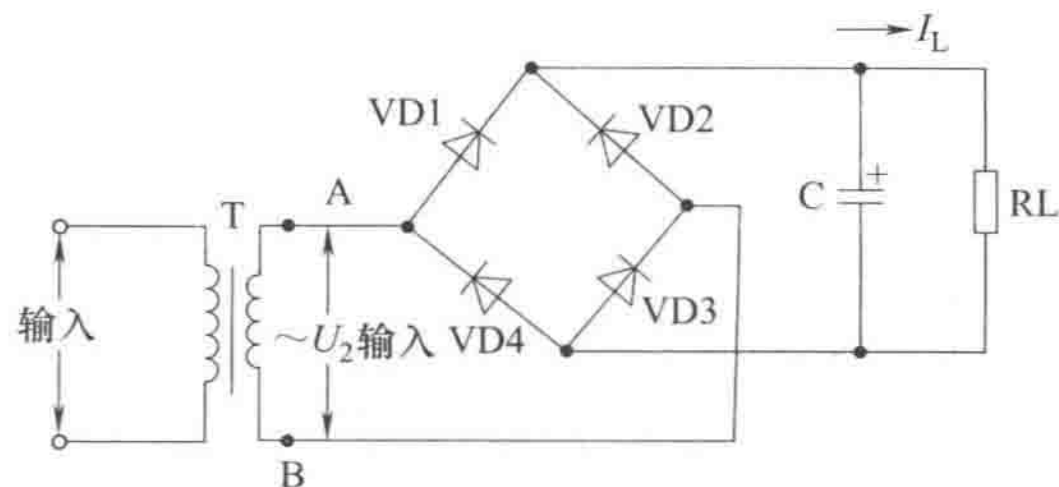 I_L
VD1
VD2
A
T
C
+
RL
输入
～U_2输入
VD4
VD3
B